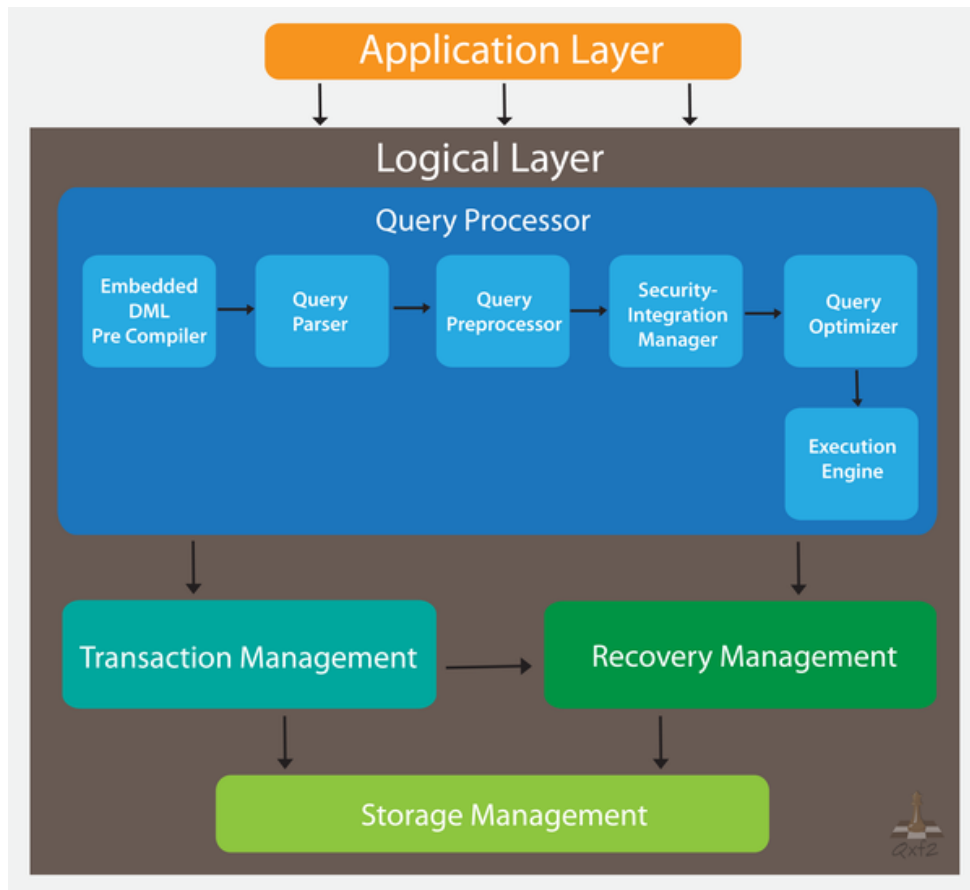 Application Layer
Logical Layer
Query Processor
Embedded
DML
Pre Compiler
Query
Parser
Query
Preprocessor
Security-
Integration
Manager
Query
Optimizer
Execution
Engine
Transaction Management
Recovery Management
Storage Management
Qxf2